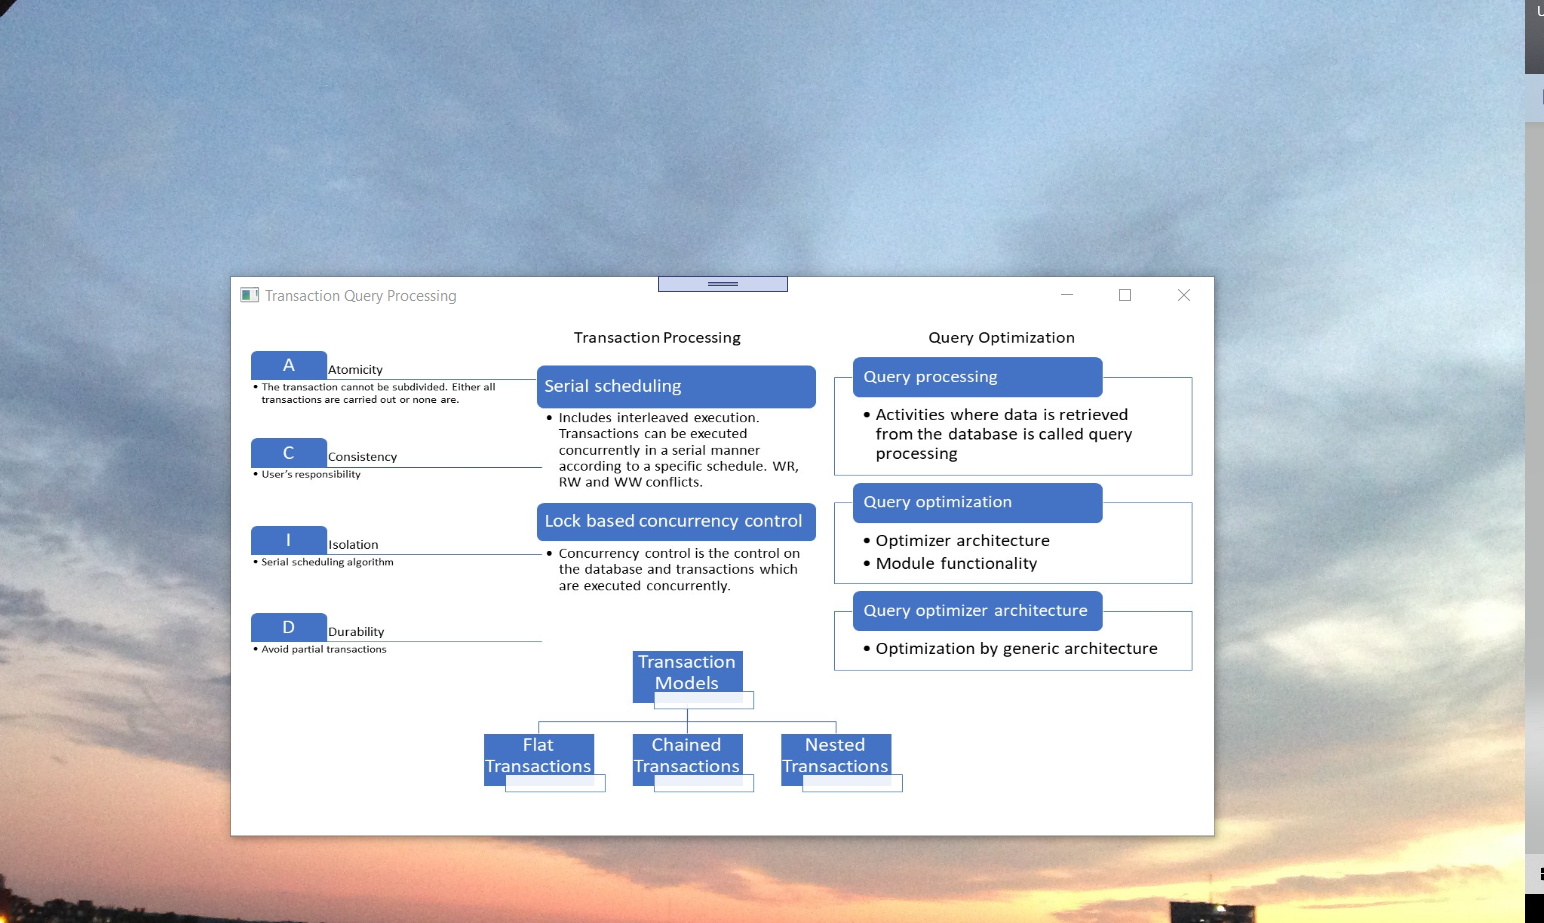 Transaction Query Processing
A
Atomicity
• The transaction cannot be subdivided. Either all
transactions are carried out or none are.
C
Consistency
• User's responsibility
I
Isolation
• Serial scheduling algorithm
D
Durability
• Avoid partial transactions
Transaction Processing
Serial scheduling
• Includes interleaved execution.
Transactions can be executed
concurrently in a serial manner
according to a specific schedule. WR,
RW and WW conflicts.
Lock based concurrency control
• Concurrency control is the control on
the database and transactions which
are executed concurrently.
Query Optimization
Query processing
• Activities where data is retrieved
from the database is called query
processing
Query optimization
• Optimizer architecture
• Module functionality
Query optimizer architecture
• Optimization by generic architecture
Transaction
Models
Flat
Transactions
Chained
Transactions
Nested
Transactions